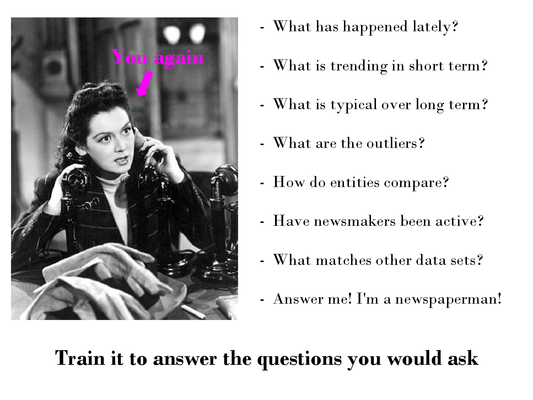 You again
- What has happened lately?
- What is trending in short term?
- What is typical over long term?
- What are the outliers?
- How do entities compare?
- Have newsmakers been active?
- What matches other data sets?
- Answer me! I'm a newspaperman!
Train it to answer the questions you would ask